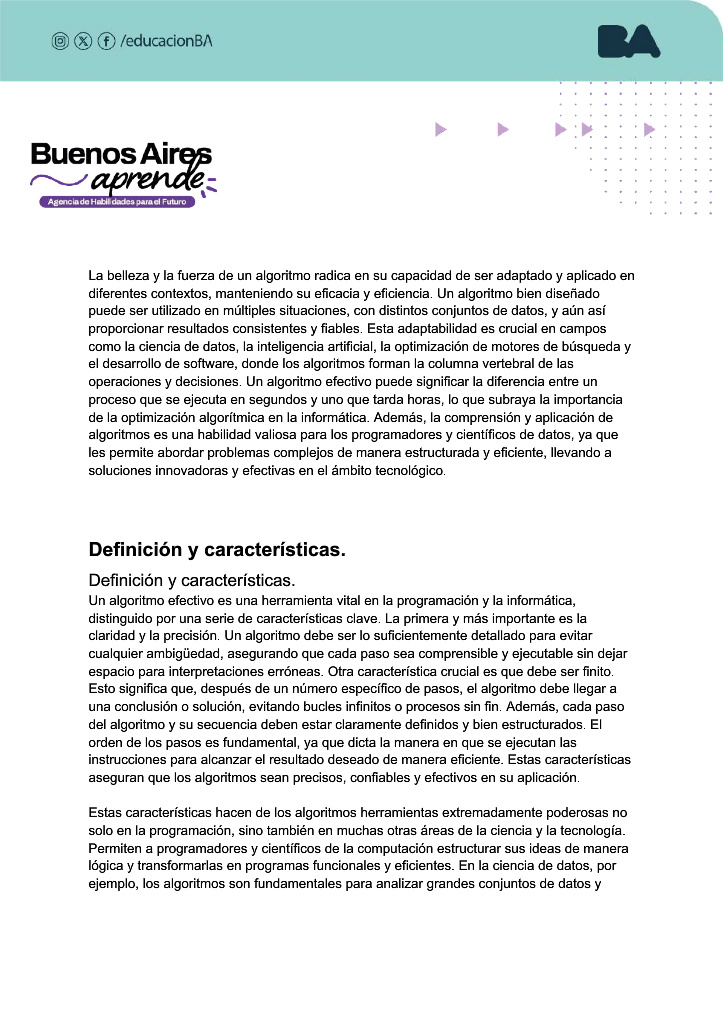 /educacionBA
BA
Buenos Aires
aprende
Agencia de Habilidades para el Futuro
La belleza y la fuerza de un algoritmo radica en su capacidad de ser adaptado y aplicado en
diferentes contextos, manteniendo su eficacia y eficiencia. Un algoritmo bien diseñado
puede ser utilizado en múltiples situaciones, con distintos conjuntos de datos, y aún así
proporcionar resultados consistentes y fiables. Esta adaptabilidad es crucial en campos
como la ciencia de datos, la inteligencia artificial, la optimización de motores de búsqueda y
el desarrollo de software, donde los algoritmos forman la columna vertebral de las
operaciones y decisiones. Un algoritmo efectivo puede significar la diferencia entre un
proceso que se ejecuta en segundos y uno que tarda horas, lo que subraya la importancia
de la optimización algorítmica en la informática. Además, la comprensión y aplicación de
algoritmos es una habilidad valiosa para los programadores y científicos de datos, ya que
les permite abordar problemas complejos de manera estructurada y eficiente, llevando a
soluciones innovadoras y efectivas en el ámbito tecnológico.
Definición y características.
Definición y características.
Un algoritmo efectivo es una herramienta vital en la programación y la informática,
distinguido por una serie de características clave. La primera y más importante es la
claridad y la precisión. Un algoritmo debe ser lo suficientemente detallado para evitar
cualquier ambigüedad, asegurando que cada paso sea comprensible y ejecutable sin dejar
espacio para interpretaciones erróneas. Otra característica crucial es que debe ser finito.
Esto significa que, después de un número específico de pasos, el algoritmo debe llegar a
una conclusión o solución, evitando bucles infinitos o procesos sin fin. Además, cada paso
del algoritmo y su secuencia deben estar claramente definidos y bien estructurados. El
orden de los pasos es fundamental, ya que dicta la manera en que se ejecutan las
instrucciones para alcanzar el resultado deseado de manera eficiente. Estas características
aseguran que los algoritmos sean precisos, confiables y efectivos en su aplicación.
Estas características hacen de los algoritmos herramientas extremadamente poderosas no
solo en la programación, sino también en muchas otras áreas de la ciencia y la tecnología.
Permiten a programadores y científicos de la computación estructurar sus ideas de manera
lógica y transformarlas en programas funcionales y eficientes. En la ciencia de datos, por
ejemplo, los algoritmos son fundamentales para analizar grandes conjuntos de datos y